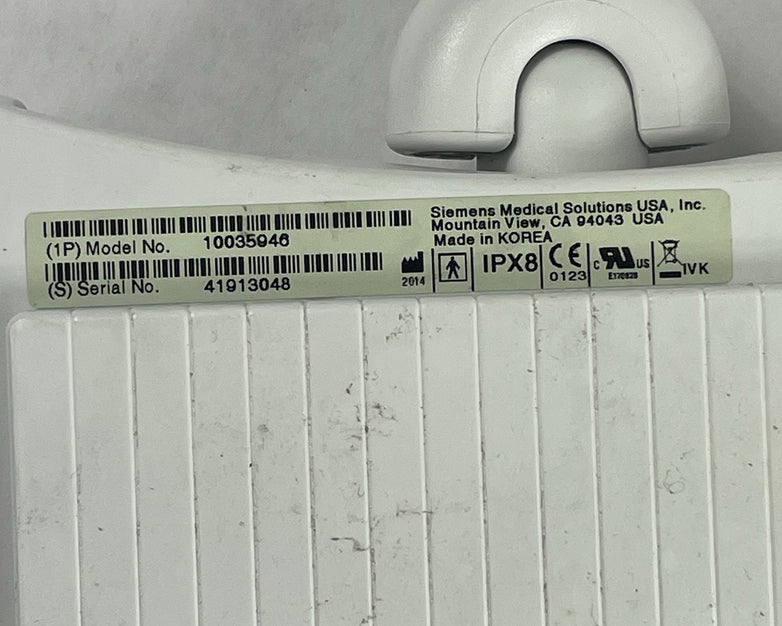 (1P) Model No. 10035946
(S) Serial No. 41913048
2014
Siemens Medical Solutions USA, Inc.
Mountain View, CA 94043 USA
Made in KOREA
IPX8
CE
0123
c RU US
IVK